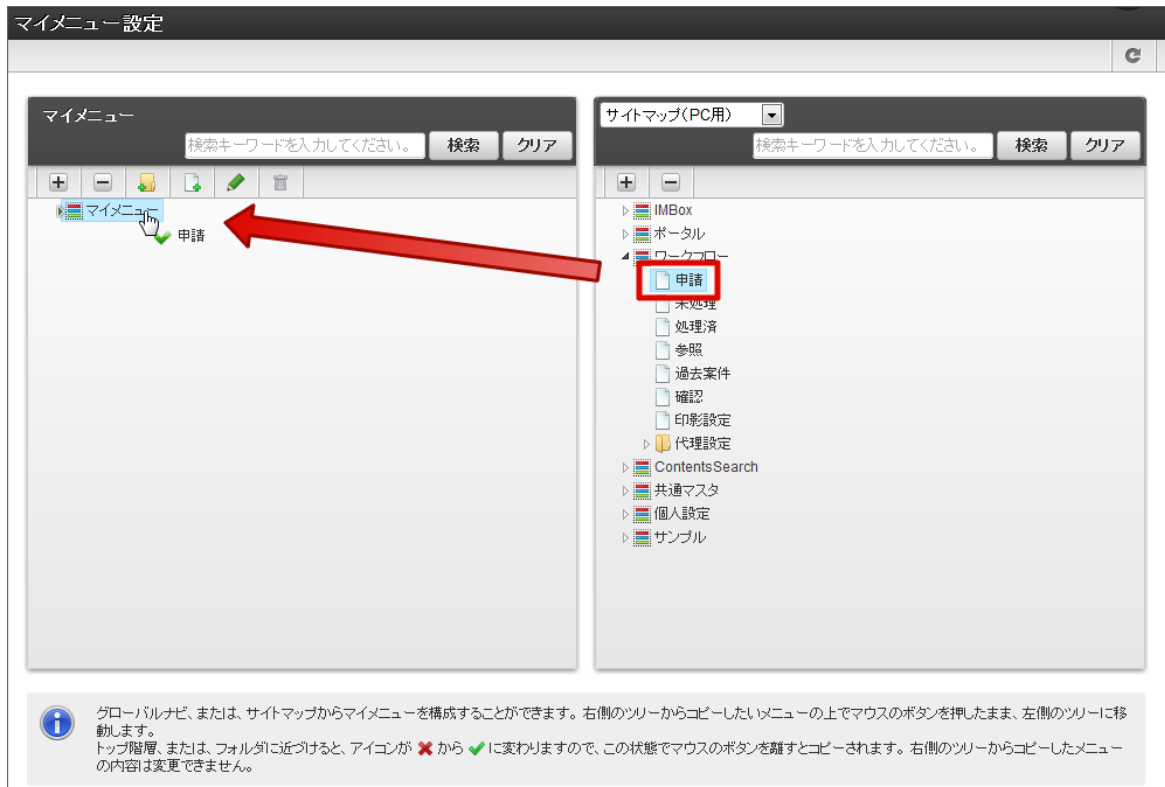 マイメニュー設定
マイメニュー
検索キーワードを入力してください。 検索 クリア
マイメニュー
申請
サイトマップ(PC用)
検索キーワードを入力してください。 検索 クリア
IMBox
ポータル
ワークフロー
申請
未処理
処理済
参照
過去案件
確認
印影設定
代理設定
ContentsSearch
共通マスタ
個人設定
サンプル
グローバルナビ、または、サイトマップからマイメニューを構成することができます。右側のツリーからコピーしたいメニューの上でマウスのボタンを押したまま、左側のツリーに移
動します。
トップ階層、または、フォルダに近づけると、アイコンが から に変わりますので、この状態でマウスのボタンを離すとコピーされます。右側のツリーからコピーしたメニュー
の内容は変更できません。